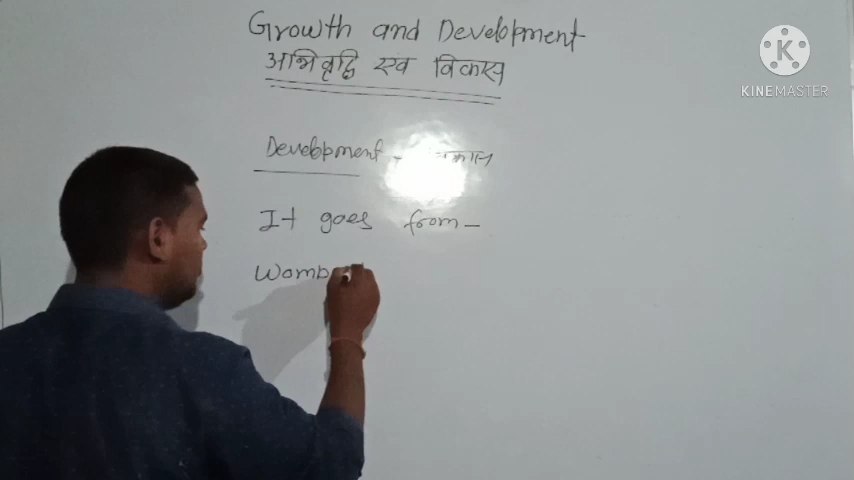 Growth and Development
अभिवृद्धि एव विकास
Development -
It goes from-
Womb
K
KINEMASTER